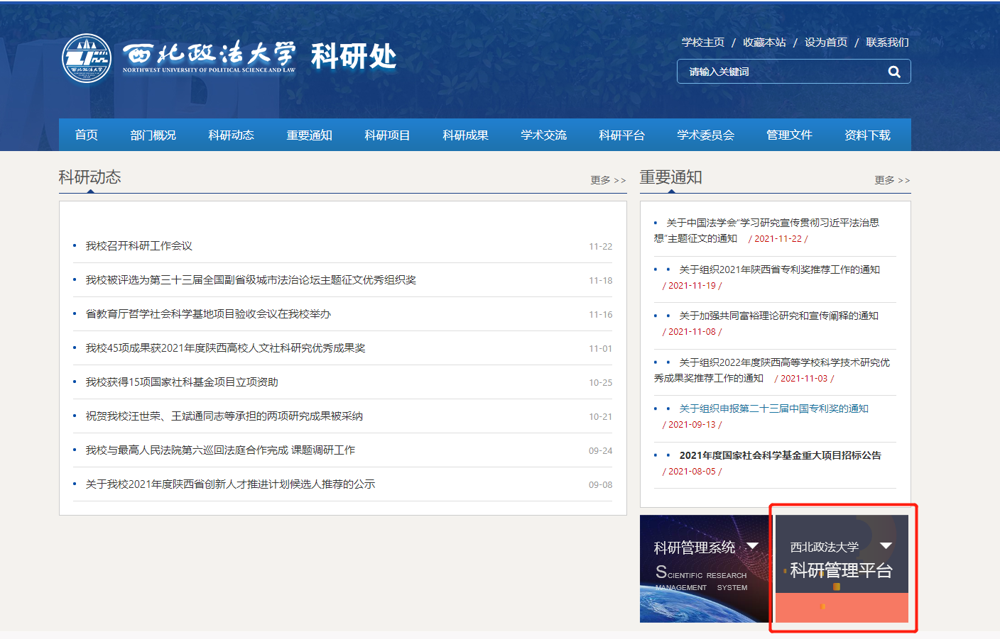 西北政法大学 科研处
NORTHWEST UNIVERSITY OF POLITICAL SCIENCE AND LAW
学校主页 / 收藏本站 / 设为首页 / 联系我们
请输入关键词
首页 部门概况 科研动态 重要通知 科研项目 科研成果 学术交流 科研平台 学术委员会 管理文件 资料下载
科研动态 更多 >>
我校召开科研工作会议 11-22
我校被评选为第三十三届全国副省级城市法治论坛主题征文优秀组织奖 11-18
省教育厅哲学社会科学基地项目验收会议在我校举办 11-16
我校45项成果获2021年度陕西高校人文社科研究优秀成果奖 11-01
我校获得15项国家社科基金项目立项资助 10-25
祝贺我校汪世荣、王斌通同志等承担的两项研究成果被采纳 10-21
我校与最高人民法院第六巡回法庭合作完成 课题调研工作 09-24
关于我校2021年度陕西省创新人才推进计划候选人推荐的公示 09-08
重要通知 更多 >>
关于中国法学会“学习研究宣传贯彻习近平法治思
想”主题征文的通知 / 2021-11-22 /
关于组织2021年陕西省专利奖推荐工作的通知
/ 2021-11-19 /
关于加强共同富裕理论研究和宣传阐释的通知
/ 2021-11-08 /
关于组织2022年度陕西高等学校科学技术研究优
秀成果奖推荐工作的通知 / 2021-11-03 /
关于组织申报第二十三届中国专利奖的通知
/ 2021-09-13 /
2021年度国家社会科学基金重大项目招标公告
/ 2021-08-05 /
科研管理系统
SCIENTIFIC RESEARCH
MANAGEMENT SYSTEM
西北政法大学
科研管理平台